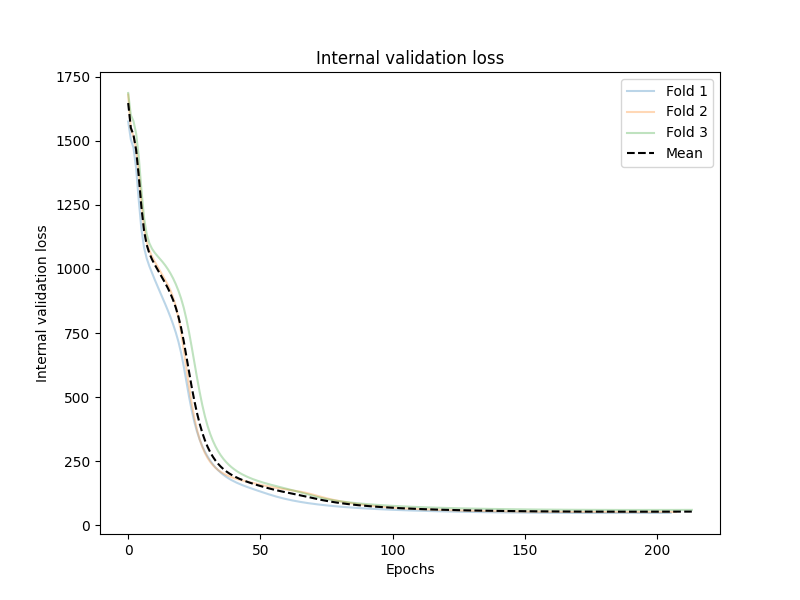 Internal validation loss
Fold 1
Fold 2
Fold 3
Mean
Internal validation loss
1750
1500
1250
1000
750
500
250
0
0 50 100 150 200
Epochs